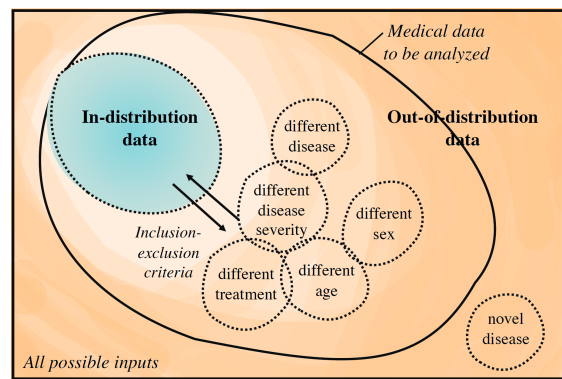 Medical data
to be analyzed
In-distribution
data
Out-of-distribution
data
different
disease
different
disease
severity
different
sex
Inclusion-
exclusion
criteria
different
treatment
different
age
novel
disease
All possible inputs